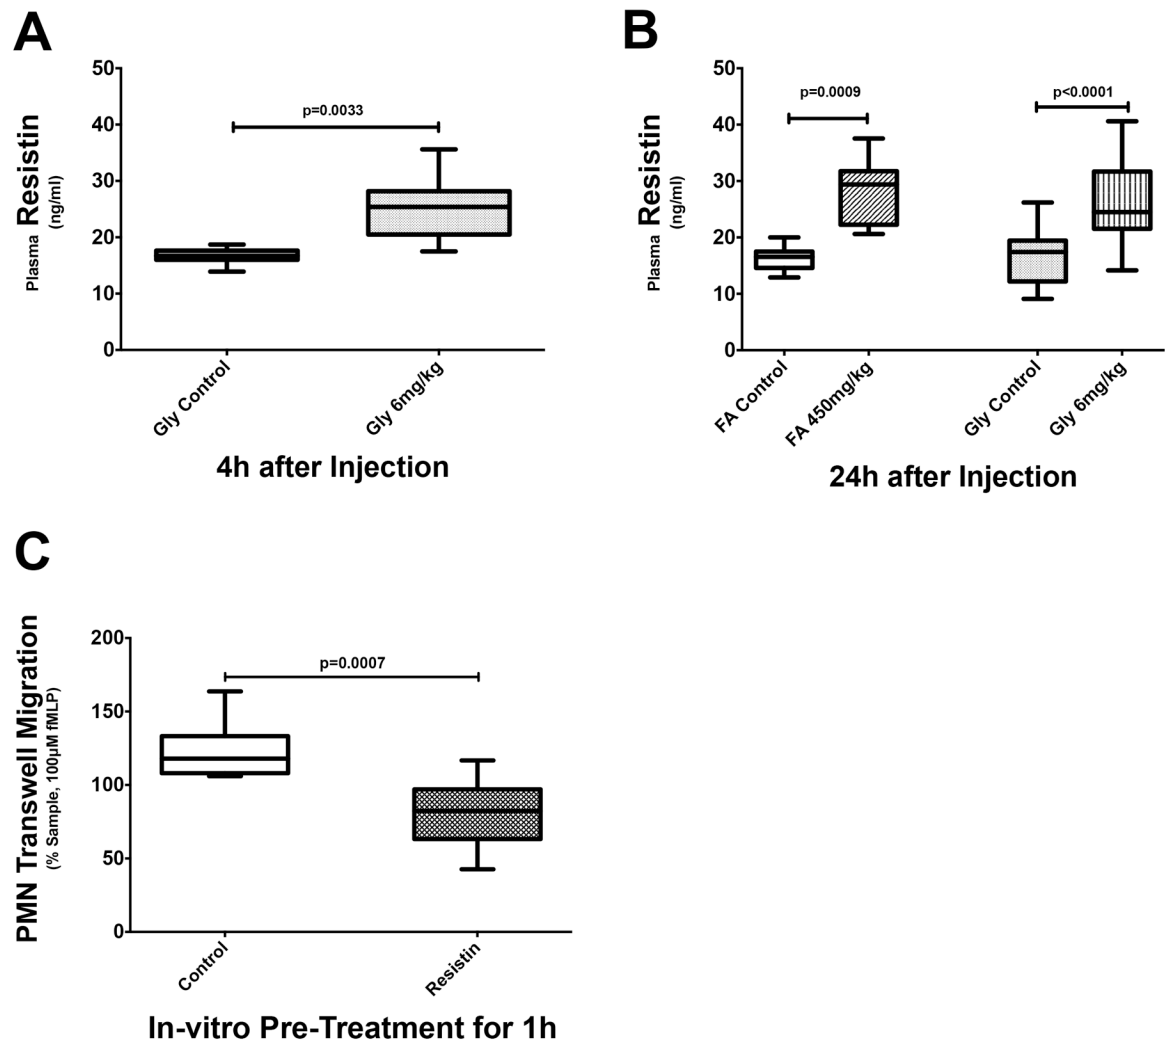 A
Plasma Resistin
(ng/ml)
50
40
30
20
10
0
p=0.0033
Gly Control
Gly 6mg/kg
4h after Injection
B
Plasma Resistin
(ng/ml)
50
40
30
20
10
0
p=0.0009
p<0.0001
FA Control
FA 450mg/kg
Gly Control
Gly 6mg/kg
24h after Injection
C
PMN Transwell Migration
(% Sample, 100µM fMLP)
200
150
100
50
0
p=0.0007
Control
Resistin
In-vitro Pre-Treatment for 1h